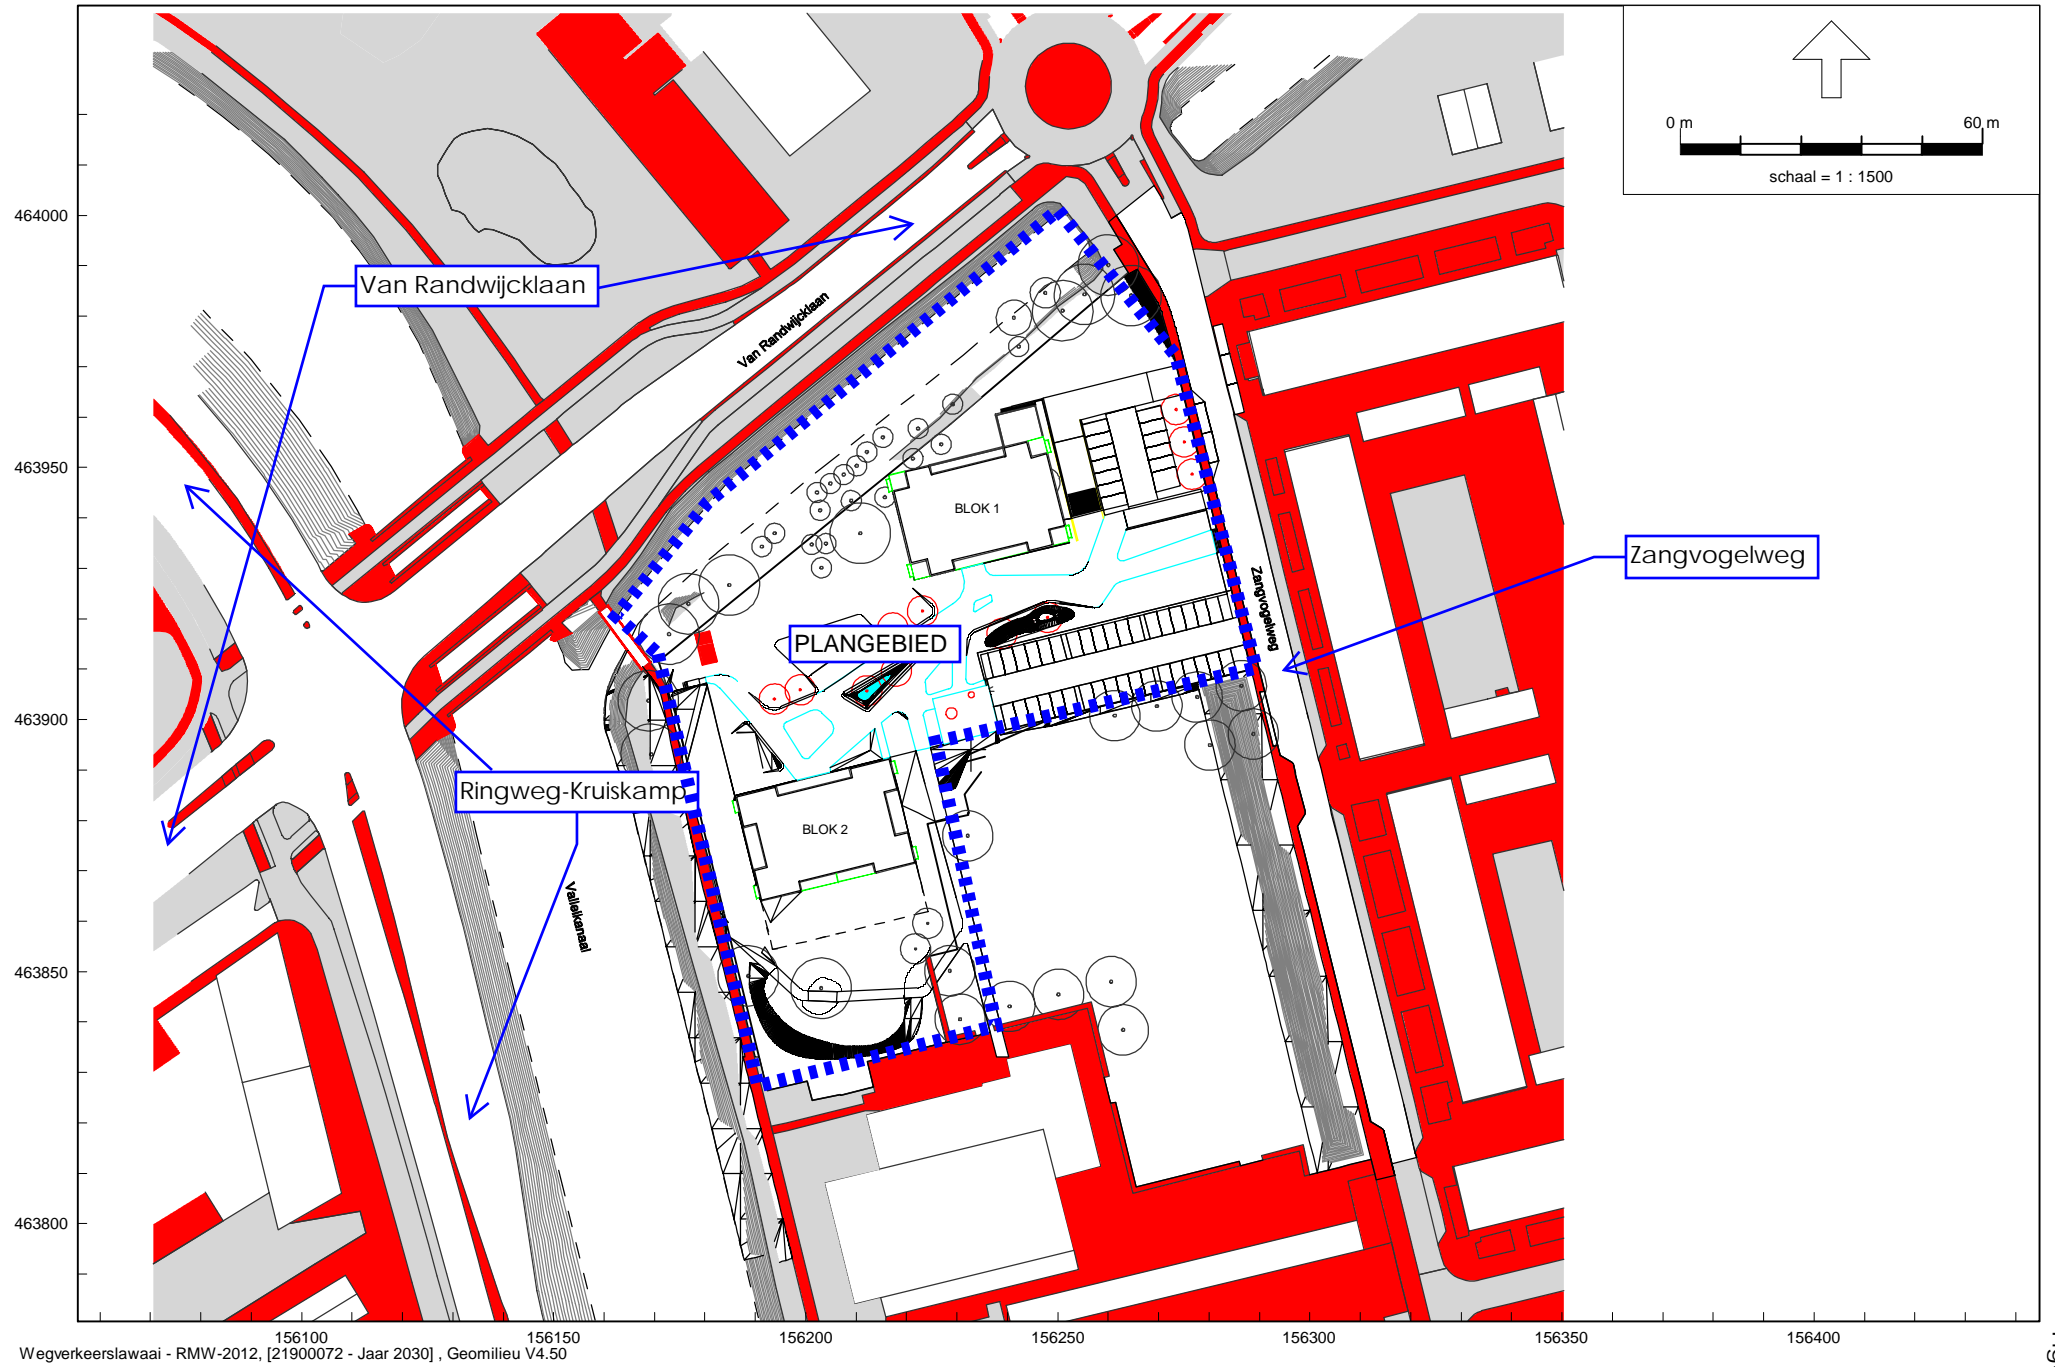 0 m
60 m
schaal = 1 : 1500
464000
Van Randwijcklaan
Van Randwijcklaan
463950
BLOK 1
Zangvogelweg
Zangvogelweg
PLANGEBIED
463900
Ringweg-Kruiskamp
BLOK 2
Valleikanaal
463850
463800
156100
156150
156200
156250
156300
156350
156400
Wegverkeerslawaai - RMW-2012, [21900072 - Jaar 2030] , Geomilieu V4.50